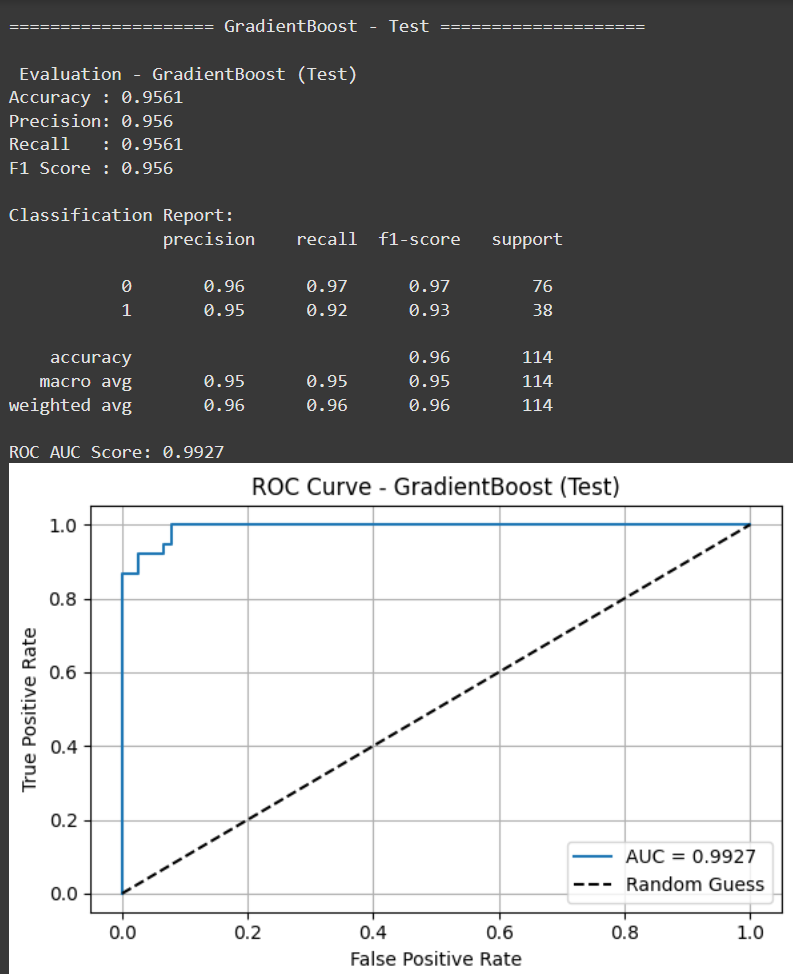 ==================== GradientBoost - Test ====================
Evaluation - GradientBoost (Test)
Accuracy : 0.9561
Precision: 0.956
Recall   : 0.9561
F1 Score : 0.956
Classification Report:
precision    recall  f1-score   support
0       0.96      0.97      0.97        76
1       0.95      0.92      0.93        38
accuracy                           0.96       114
macro avg       0.95      0.95      0.95       114
weighted avg       0.96      0.96      0.96       114
ROC AUC Score: 0.9927
ROC Curve - GradientBoost (Test)
1.0
0.8
0.6
0.4
0.2
0.0
True Positive Rate
AUC = 0.9927
Random Guess
0.0 0.2 0.4 0.6 0.8 1.0
False Positive Rate